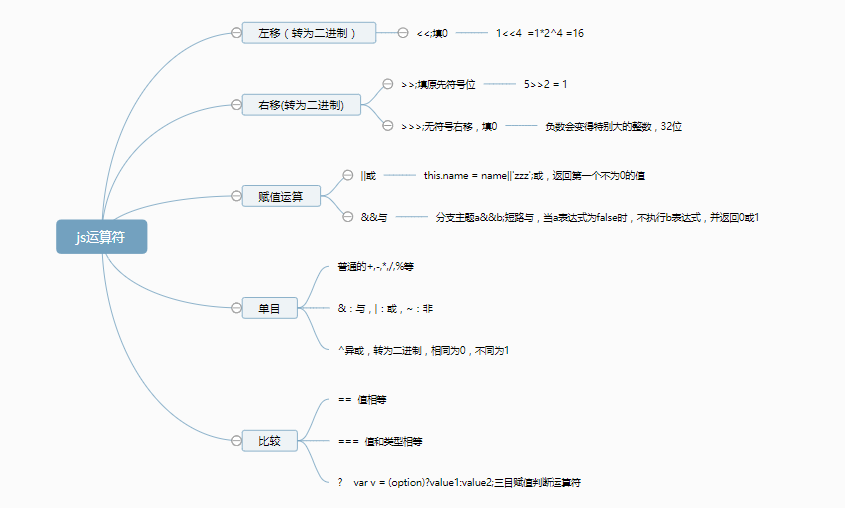 js运算符
左移（转为二进制）
<<;填0
1<<4  =1*2^4 =16
右移(转为二进制)
>>;填原先符号位
5>>2 = 1
>>>;无符号右移，填0
负数会变得特别大的整数，32位
赋值运算
||或
this.name = name||'zzz';或，返回第一个不为0的值
&&与
分支主题a&&b;短路与，当a表达式为false时，不执行b表达式，并返回0或1
单目
普通的+,-,*,/,%等
&：与，|：或，~：非
^异或，转为二进制，相同为0，不同为1
比较
==  值相等
===  值和类型相等
?    var v = (option)?value1:value2;三目赋值判断运算符